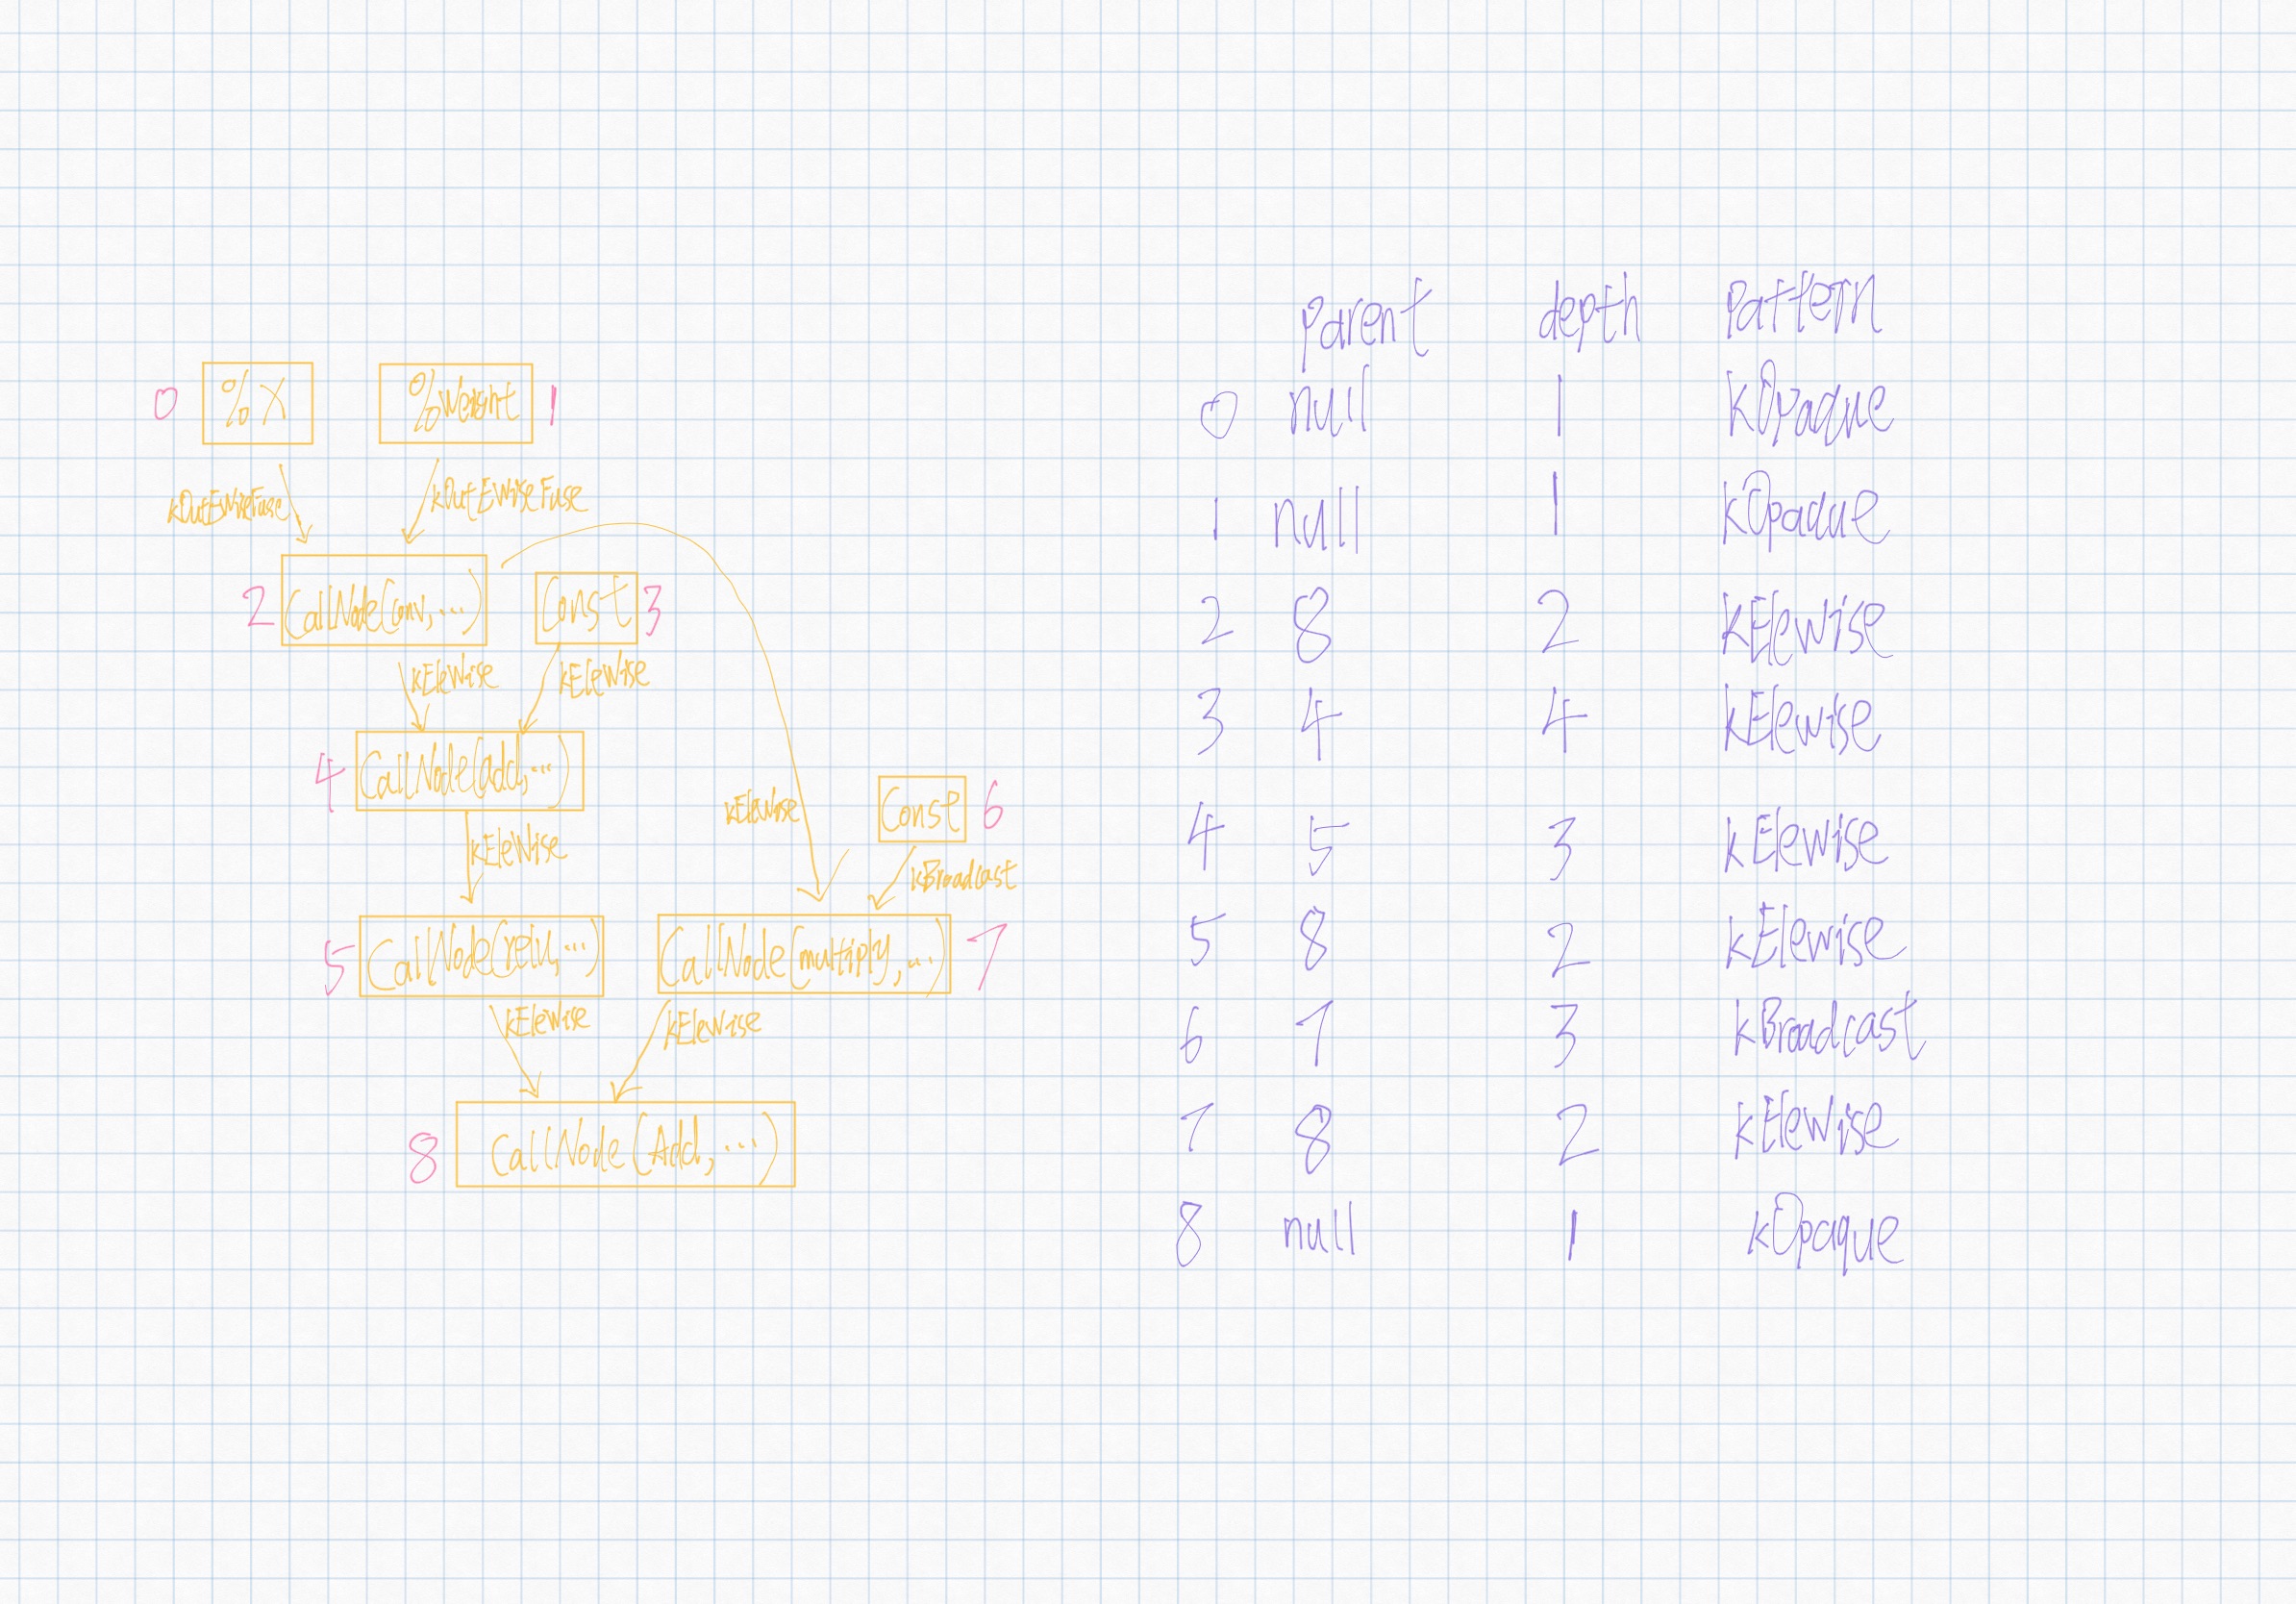 0 %X %Weight 1
kOutEWiseFuse kOutEWiseFuse
2 CallNode(conv, ...) Const 3
kEleWise kEleWise
4 CallNode(add, ...)
kEleWise Const 6
kEleWise kBroadcast
5 CallNode(relu, ...) CallNode(multiply, ...) 7
kEleWise kEleWise
8 CallNode(Add, ...)
parent depth Pattern
0 null 1 kOpaque
1 null 1 kOpaque
2 8 2 kElewise
3 4 4 kElewise
4 5 3 kElewise
5 8 2 kElewise
6 7 3 kBroadcast
7 8 2 kEleWise
8 null 1 kOpaque